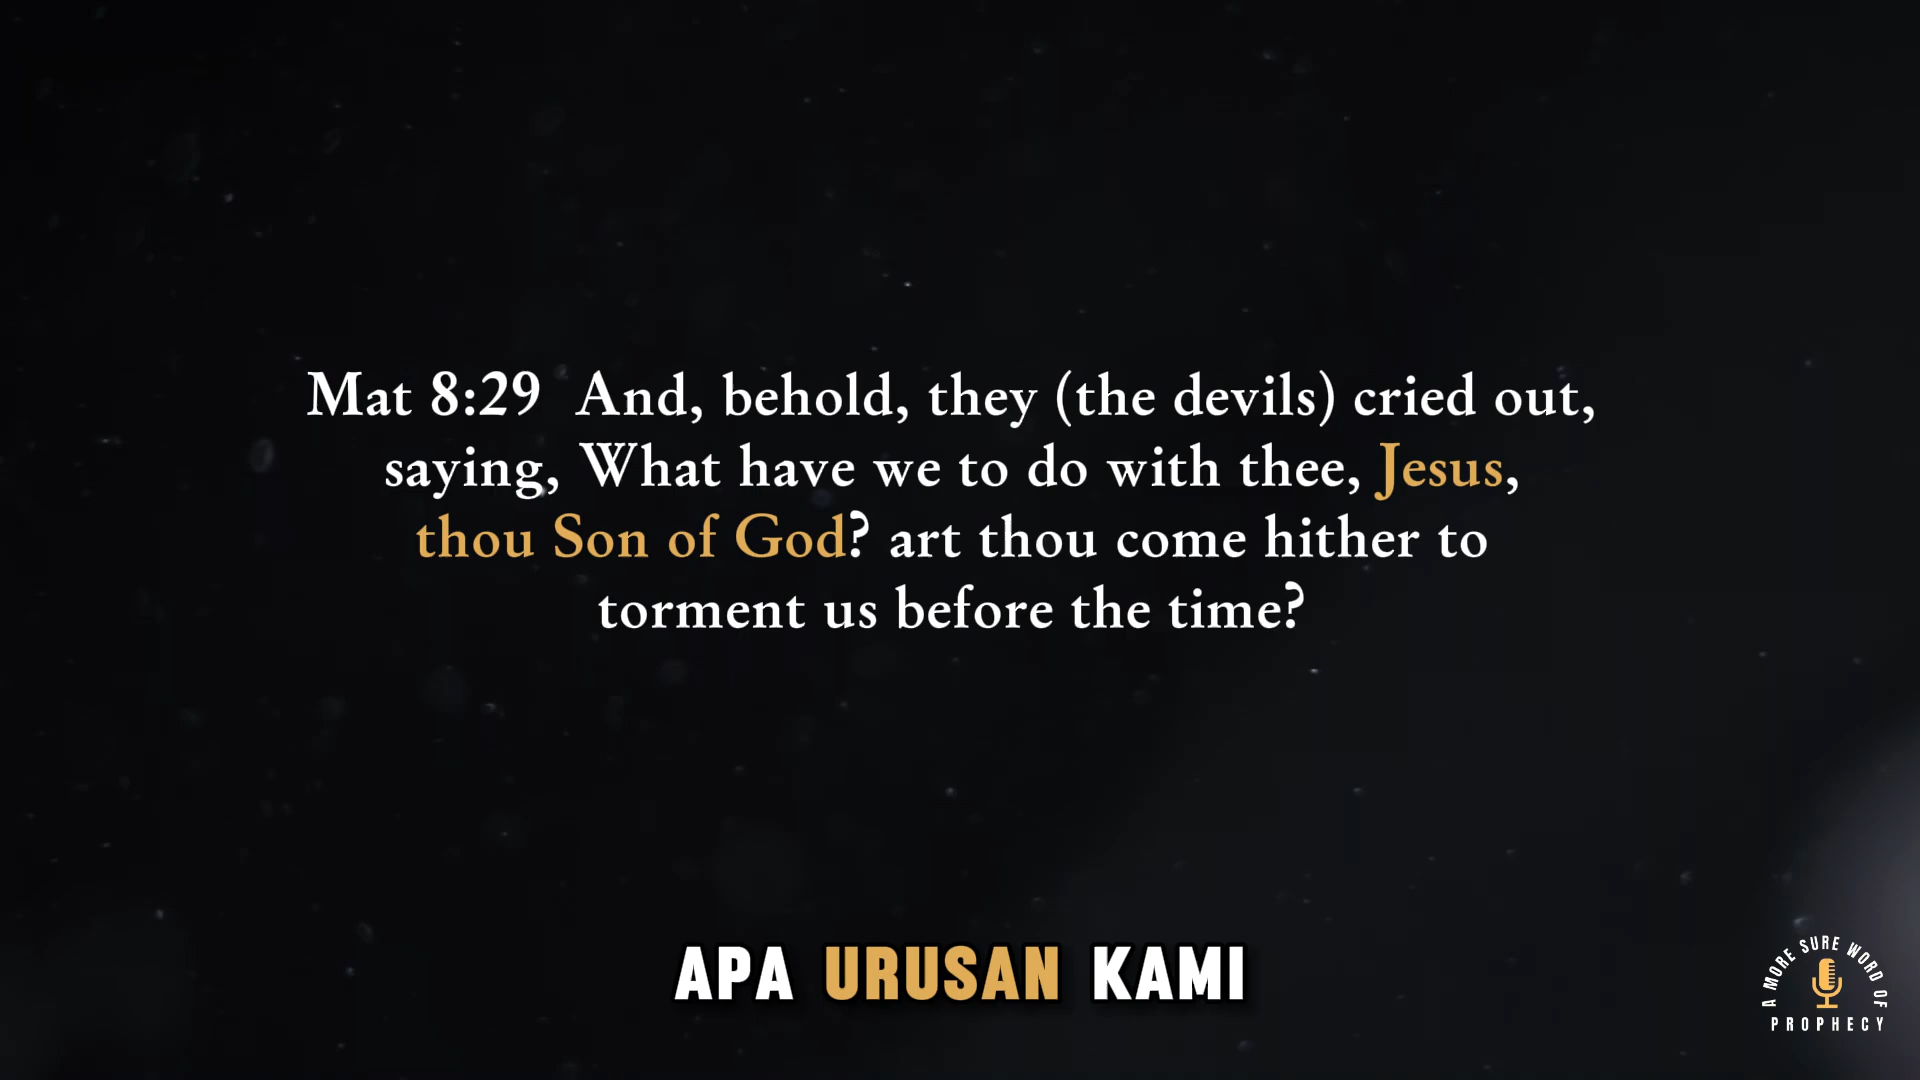 Mat 8:29  And, behold, they (the devils) cried out,
saying, What have we to do with thee, Jesus,
thou Son of God? art thou come hither to
torment us before the time?
APA URUSAN KAMI
A MORE SURE WORD OF
PROPHECY